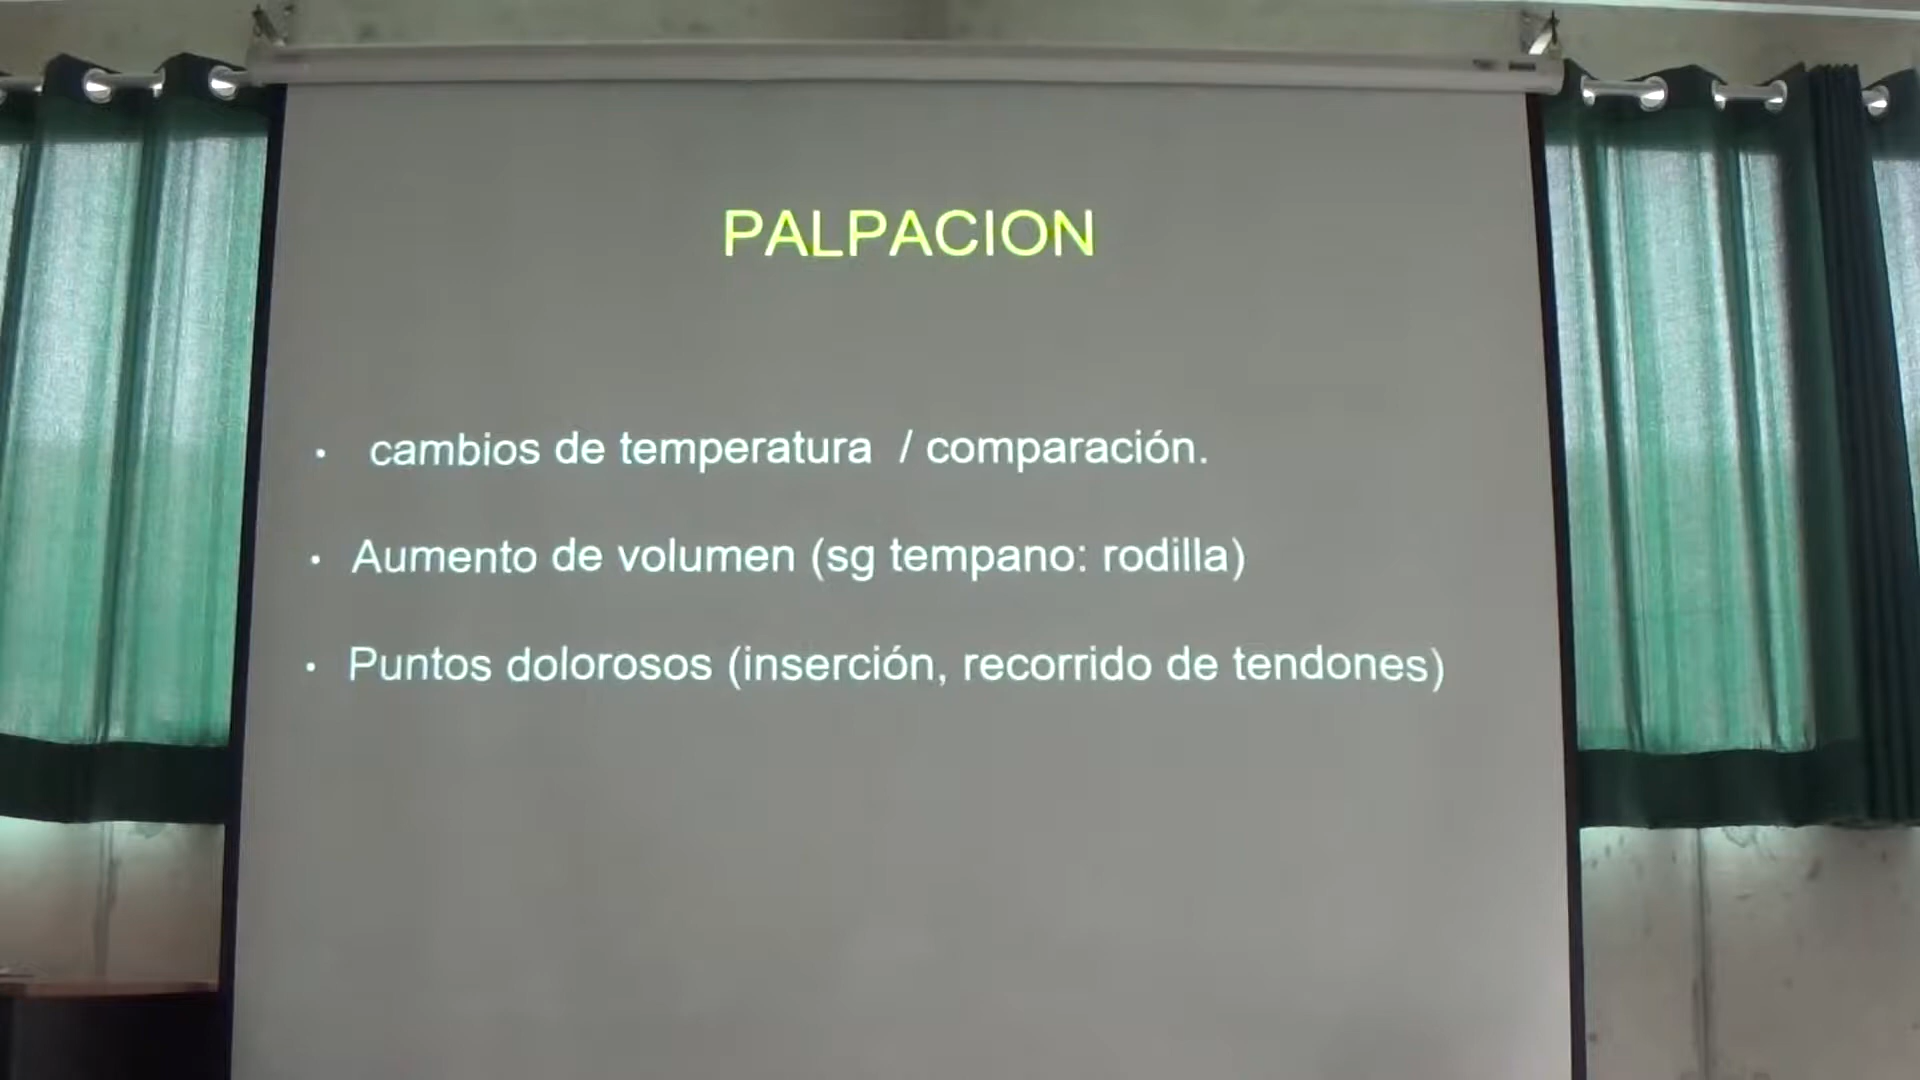 PALPACION
• cambios de temperatura / comparación.
• Aumento de volumen (sg tempano: rodilla)
• Puntos dolorosos (inserción, recorrido de tendones)